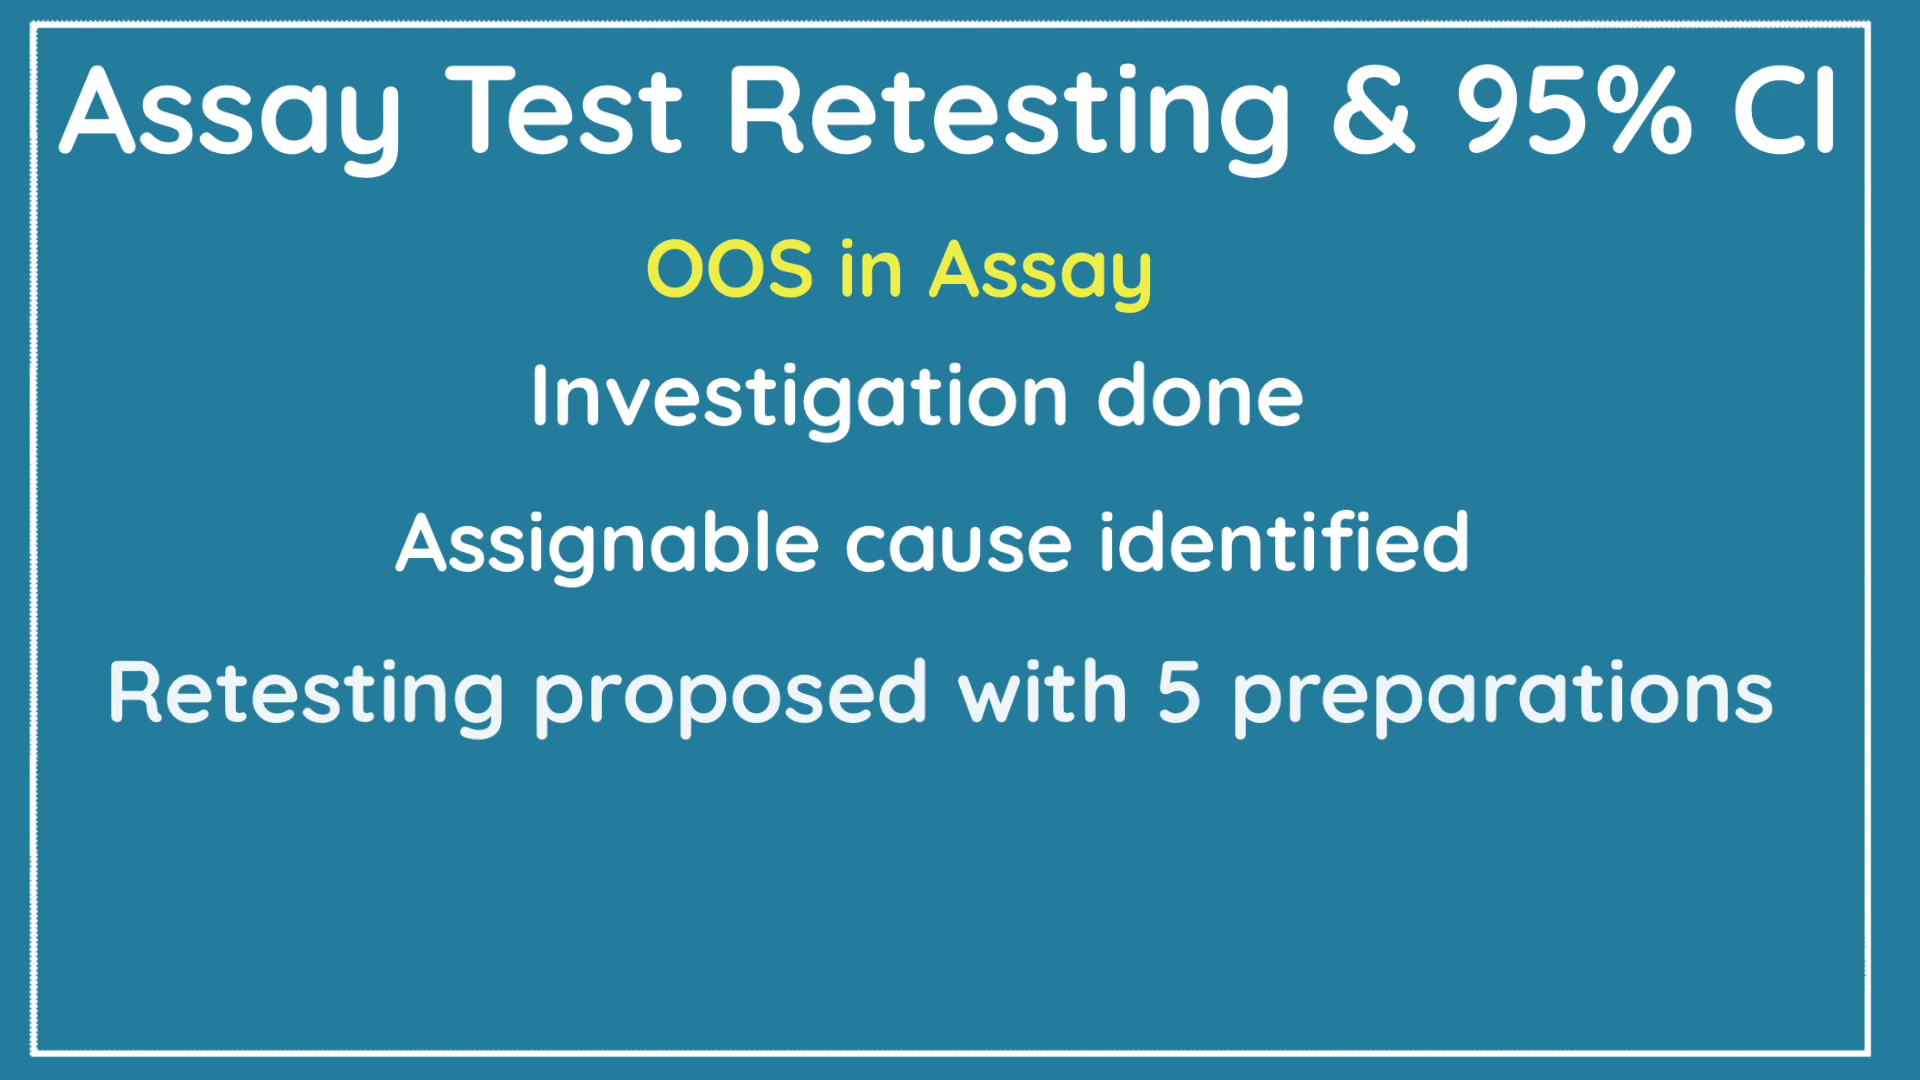 Assay Test Retesting & 95% CI
OOS in Assay
Investigation done
Assignable cause identified
Retesting proposed with 5 preparations